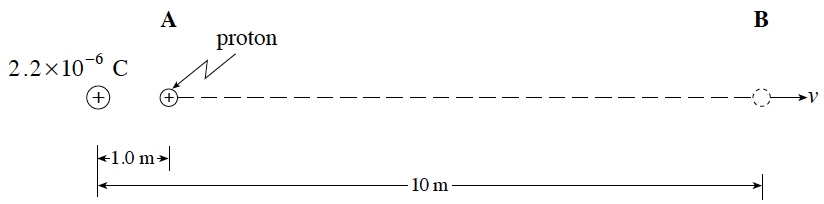 A
B
proton
2.2×10⁻⁶ C
+
+
v
1.0 m
10 m